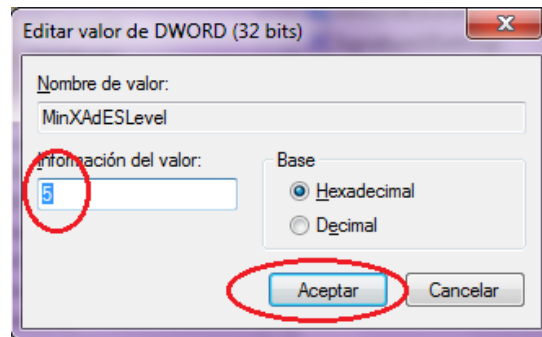 Editar valor de DWORD (32 bits)
Nombre de valor:
MinXAdESLevel
Información del valor:
5
Base
Hexadecimal
Decimal
Aceptar
Cancelar